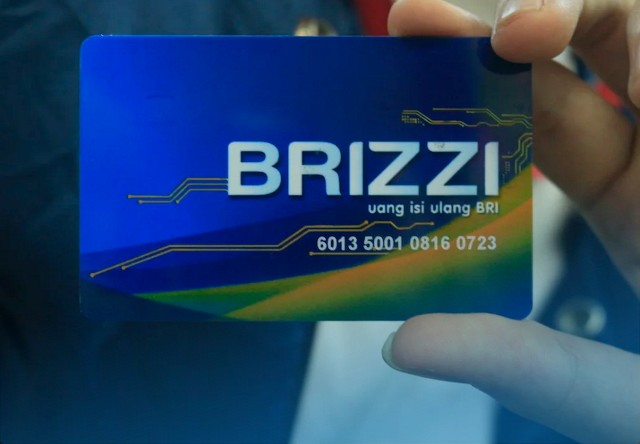 BRIZZI
uang isi ulang BRI
6013 5001 0816 0723